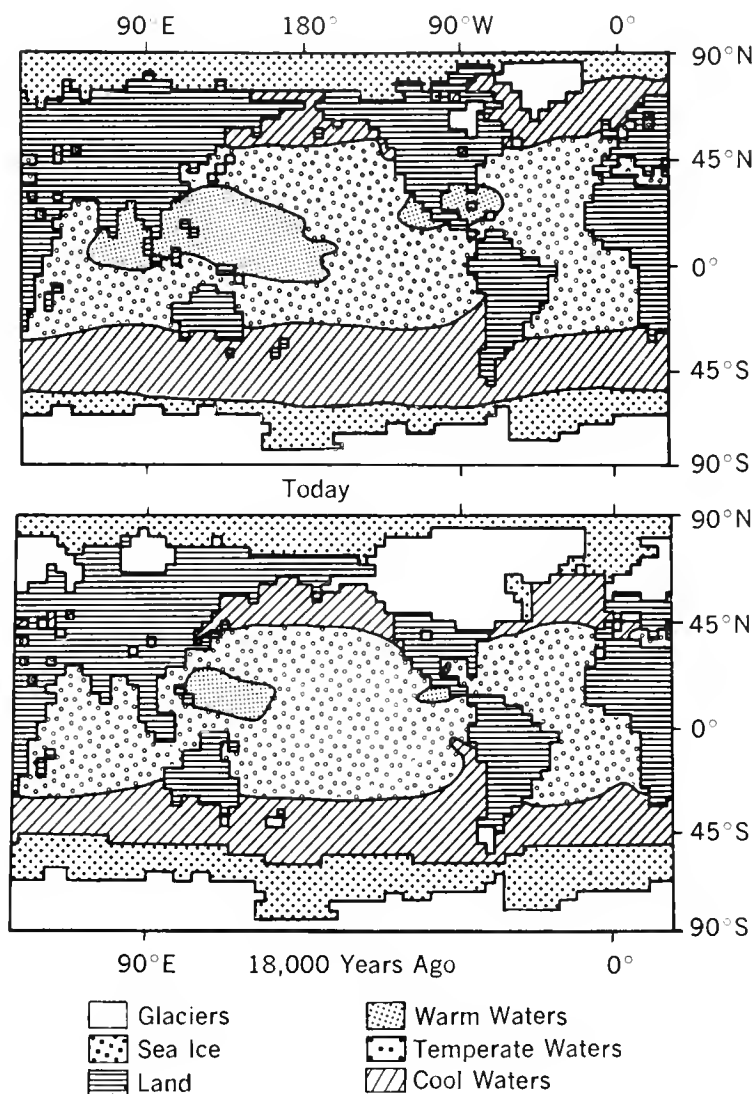 90°E 180° 90°W 0°
90°N
45°N
0°
45°S
90°S
Today
90°N
45°N
0°
45°S
90°S
90°E 18,000 Years Ago 0°
Glaciers Warm Waters
Sea Ice Temperate Waters
Land Cool Waters